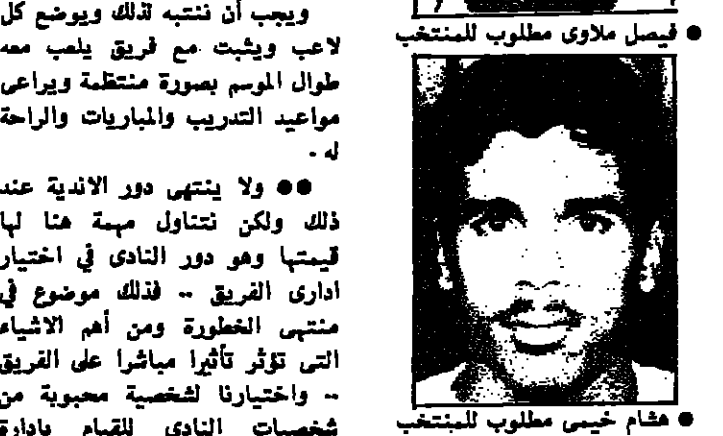 ويجب أن ننتبه لذلك ويوضع كل
لاعب ويثبت مع فريق يلعب معه
طوال الموسم بصورة منتظمة ويراعى
مواعيد التدريب والمباريات والراحة
له .
●● ولا ينتهى دور الاندية عند
ذلك ولكن نتناول مهمة هنا لها
قيمتها وهو دور النادى في اختيار
ادارى الفريق .. فذلك موضوع في
منتهى الخطورة ومن أهم الاشياء
التى تؤثر تأثيرا مباشرا على الفريق
.. واختيارنا لشخصية محبوبة من
شخصيات النادى للقيام بادارة
● فيصل ملاوى مطلوب للمنتخب
● هشام خيمى مطلوب للمنتخب